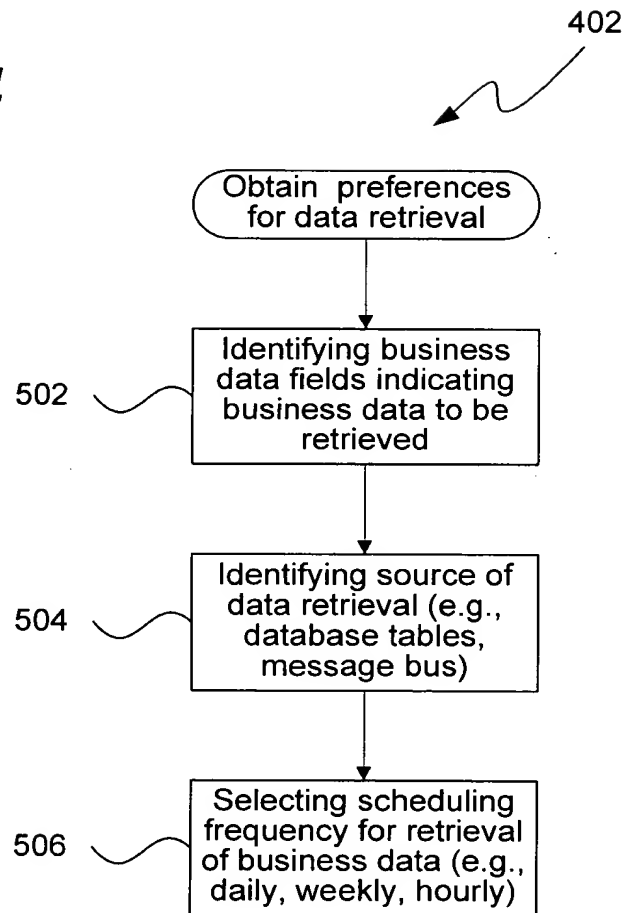 402
Obtain preferences
for data retrieval
502
Identifying business
data fields indicating
business data to be
retrieved
504
Identifying source of
data retrieval (e.g.,
database tables,
message bus)
506
Selecting scheduling
frequency for retrieval
of business data (e.g.,
daily, weekly, hourly)